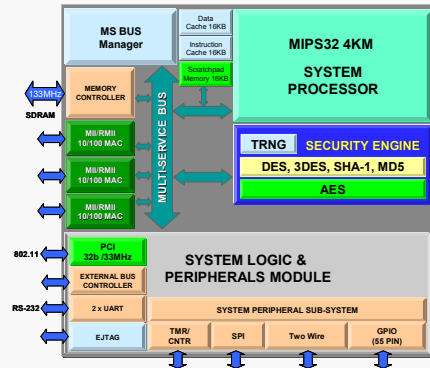 MS BUS
Manager
Data
Cache 16KB
Instruction
Cache 16KB
Scratchpad
Memory 16KB
MIPS32 4KM
SYSTEM
PROCESSOR
133MHz
SDRAM
MEMORY
CONTROLLER
MII/RMII
10/100 MAC
MII/RMII
10/100 MAC
MII/RMII
10/100 MAC
MULTI-SERVICE BUS
TRNG
SECURITY ENGINE
DES, 3DES, SHA-1, MD5
AES
802.11
PCI
32b /33MHz
SYSTEM LOGIC &
PERIPHERALS MODULE
EXTERNAL BUS
CONTROLLER
RS-232
2 x UART
SYSTEM PERIPHERAL SUB-SYSTEM
EJTAG
TMR/
CNTR
SPI
Two Wire
GPIO
(55 PIN)